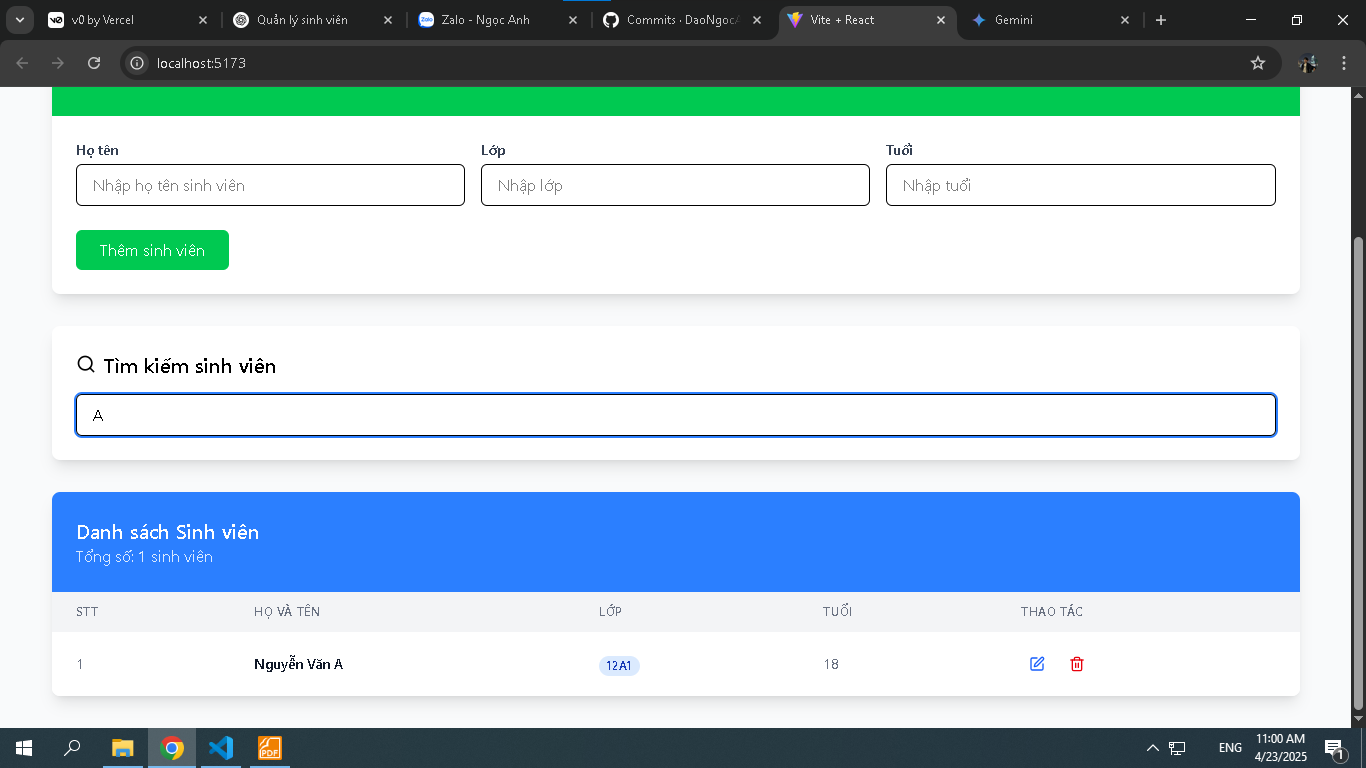 v0 by Vercel
Quản lý sinh viên
Zalo - Ngọc Anh
Commits · DaoNgocA
Vite + React
Gemini
localhost:5173
Họ tên
Lớp
Tuổi
Nhập họ tên sinh viên
Nhập lớp
Nhập tuổi
Thêm sinh viên
Tìm kiếm sinh viên
A
Danh sách Sinh viên
Tổng số: 1 sinh viên
STT HỌ VÀ TÊN LỚP TUỔI THAO TÁC
1 Nguyễn Văn A 12A1 18
ENG
11:00 AM
4/23/2025
1